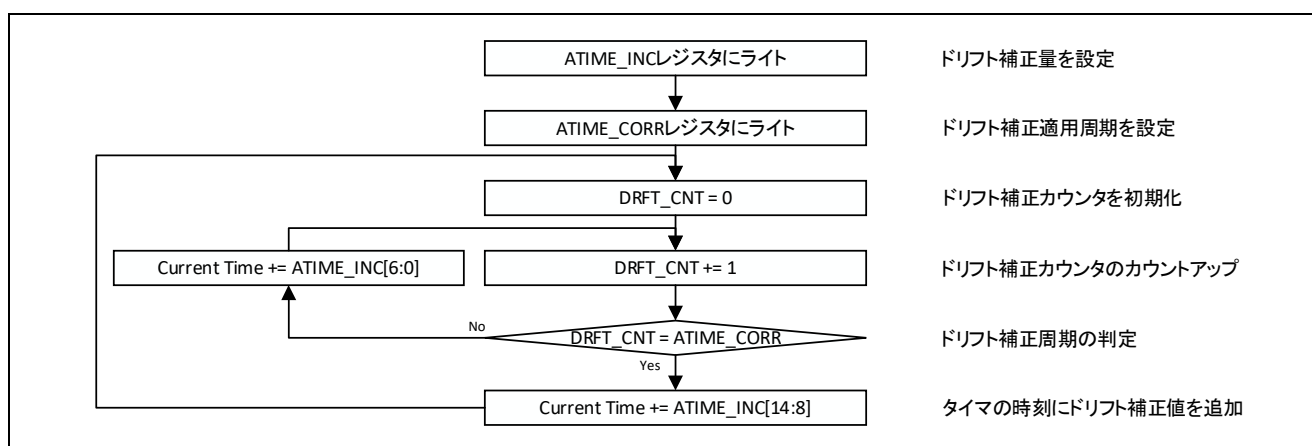 ATIME_INCレジスタにライト
ドリフト補正量を設定
ATIME_CORRレジスタにライト
ドリフト補正適用周期を設定
DRFT_CNT = 0
ドリフト補正カウンタを初期化
Current Time += ATIME_INC[6:0]
DRFT_CNT += 1
ドリフト補正カウンタのカウントアップ
No
DRFT_CNT = ATIME_CORR
ドリフト補正周期の判定
Yes
Current Time += ATIME_INC[14:8]
タイマの時刻にドリフト補正値を追加